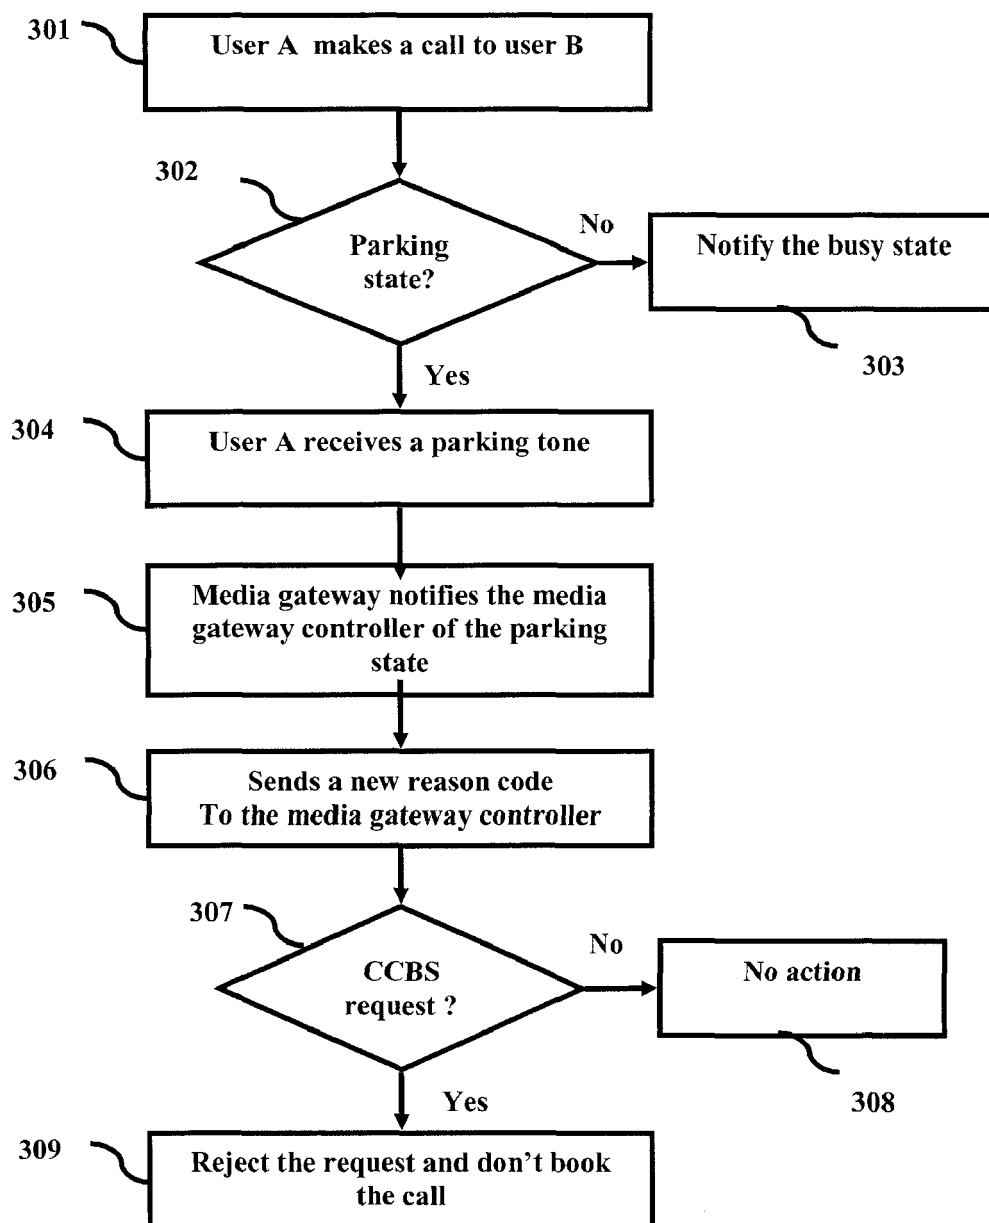 301
User A makes a call to user B
302
Parking
state?
No
Notify the busy state
303
Yes
304
User A receives a parking tone
305
Media gateway notifies the media
gateway controller of the parking
state
306
Sends a new reason code
To the media gateway controller
307
CCBS
request ?
No
No action
308
Yes
309
Reject the request and don't book
the call